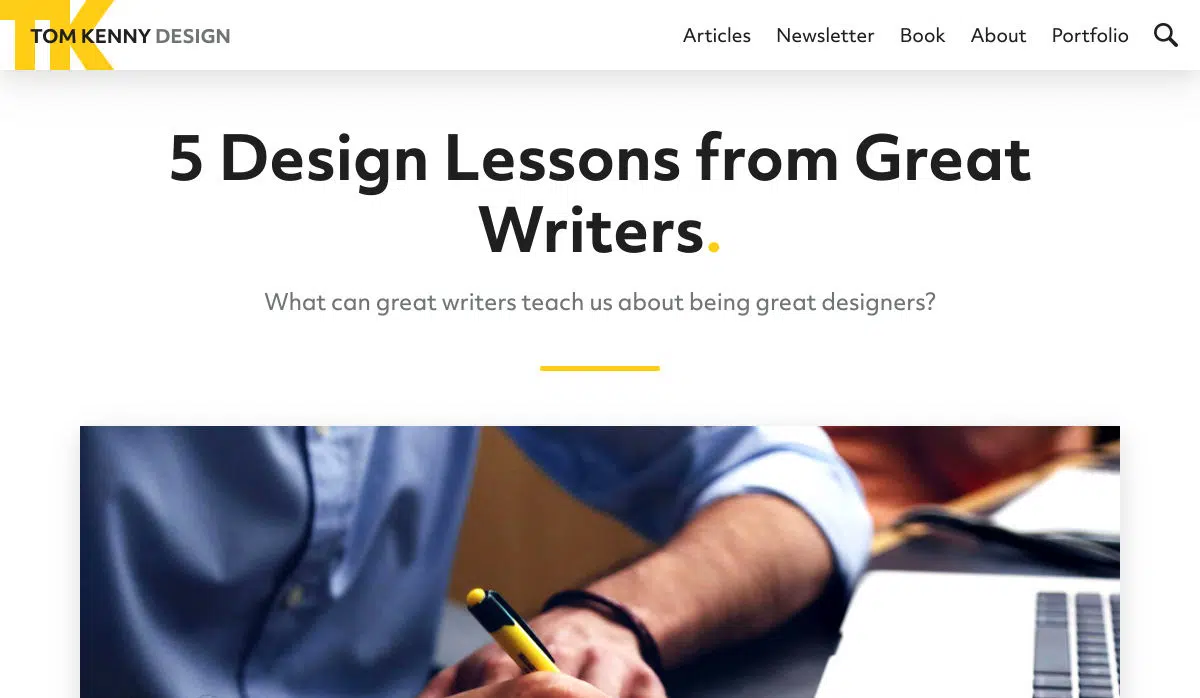 TK
TOM KENNY DESIGN
Articles Newsletter Book About Portfolio
5 Design Lessons from Great
Writers.
What can great writers teach us about being great designers?